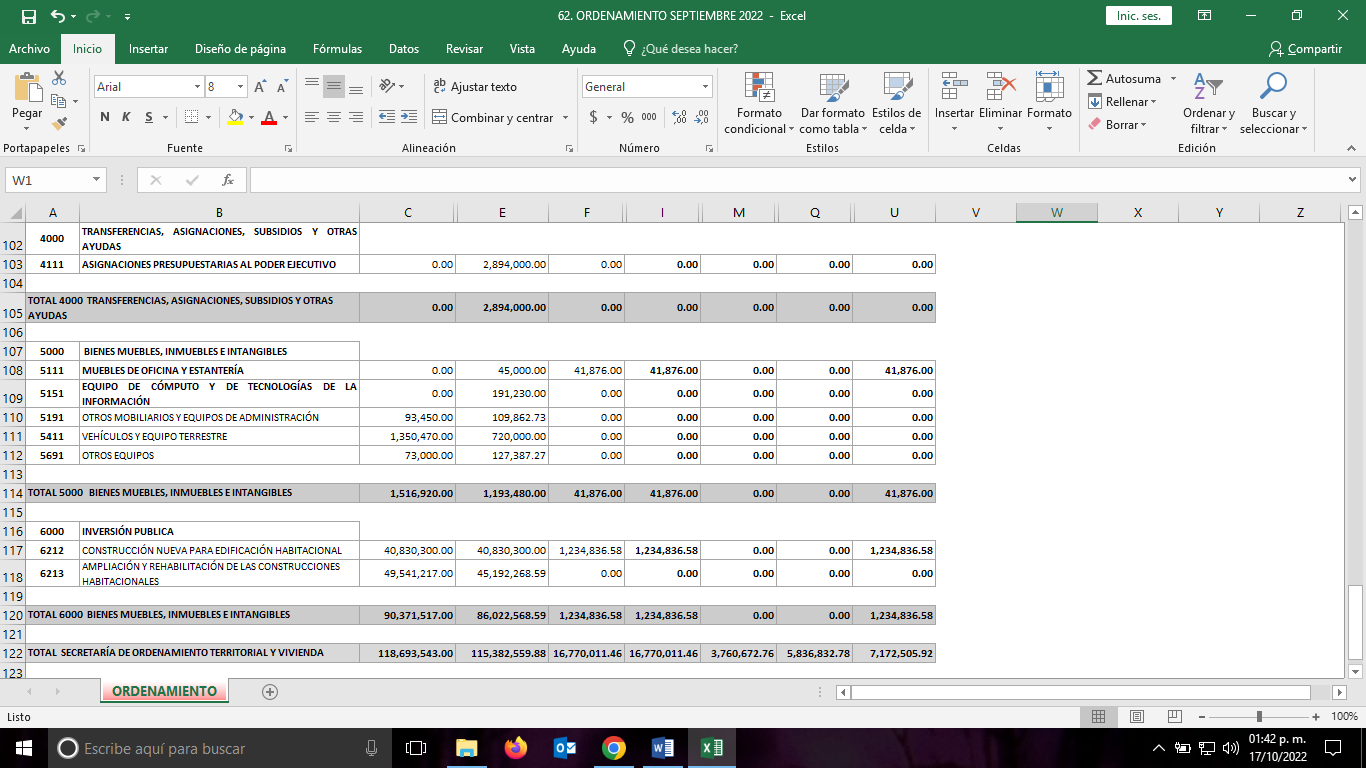 62. ORDENAMIENTO SEPTIEMBRE 2022 - Excel
Inic. ses.
Archivo Inicio Insertar Diseño de página Fórmulas Datos Revisar Vista Ayuda ¿Qué desea hacer? Compartir
Pegar
Portapapeles
Arial 8
N K S
Fuente
Ajustar texto
Combinar y centrar
Alineación
General
$ % 000
Número
Formato condicional
Dar formato como tabla
Estilos de celda
Estilos
Insertar Eliminar Formato
Celdas
Autosuma
Rellenar
Borrar
Ordenar y filtrar
Buscar y seleccionar
Edición
W1 fx
A B C E F I M Q U V W X Y Z
102 4000 TRANSFERENCIAS, ASIGNACIONES, SUBSIDIOS Y OTRAS
AYUDAS
103 4111 ASIGNACIONES PRESUPUESTARIAS AL PODER EJECUTIVO 0.00 2,894,000.00 0.00 0.00 0.00 0.00 0.00
104
105 TOTAL 4000 TRANSFERENCIAS, ASIGNACIONES, SUBSIDIOS Y OTRAS
AYUDAS 0.00 2,894,000.00 0.00 0.00 0.00 0.00 0.00
106
107 5000 BIENES MUEBLES, INMUEBLES E INTANGIBLES
108 5111 MUEBLES DE OFICINA Y ESTANTERÍA 0.00 45,000.00 41,876.00 41,876.00 0.00 0.00 41,876.00
109 5151 EQUIPO DE CÓMPUTO Y DE TECNOLOGÍAS DE LA
INFORMACIÓN 0.00 191,230.00 0.00 0.00 0.00 0.00 0.00
110 5191 OTROS MOBILIARIOS Y EQUIPOS DE ADMINISTRACIÓN 93,450.00 109,862.73 0.00 0.00 0.00 0.00 0.00
111 5411 VEHÍCULOS Y EQUIPO TERRESTRE 1,350,470.00 720,000.00 0.00 0.00 0.00 0.00 0.00
112 5691 OTROS EQUIPOS 73,000.00 127,387.27 0.00 0.00 0.00 0.00 0.00
113
114 TOTAL 5000 BIENES MUEBLES, INMUEBLES E INTANGIBLES 1,516,920.00 1,193,480.00 41,876.00 41,876.00 0.00 0.00 41,876.00
115
116 6000 INVERSIÓN PUBLICA
117 6212 CONSTRUCCIÓN NUEVA PARA EDIFICACIÓN HABITACIONAL 40,830,300.00 40,830,300.00 1,234,836.58 1,234,836.58 0.00 0.00 1,234,836.58
118 6213 AMPLIACIÓN Y REHABILITACIÓN DE LAS CONSTRUCCIONES
HABITACIONALES 49,541,217.00 45,192,268.59 0.00 0.00 0.00 0.00 0.00
119
120 TOTAL 6000 BIENES MUEBLES, INMUEBLES E INTANGIBLES 90,371,517.00 86,022,568.59 1,234,836.58 1,234,836.58 0.00 0.00 1,234,836.58
121
122 TOTAL SECRETARÍA DE ORDENAMIENTO TERRITORIAL Y VIVIENDA 118,693,543.00 115,382,559.88 16,770,011.46 16,770,011.46 3,760,672.76 5,836,832.78 7,172,505.92
123
ORDENAMIENTO
Listo 100%
Escribe aquí para buscar
01:42 p. m.
17/10/2022